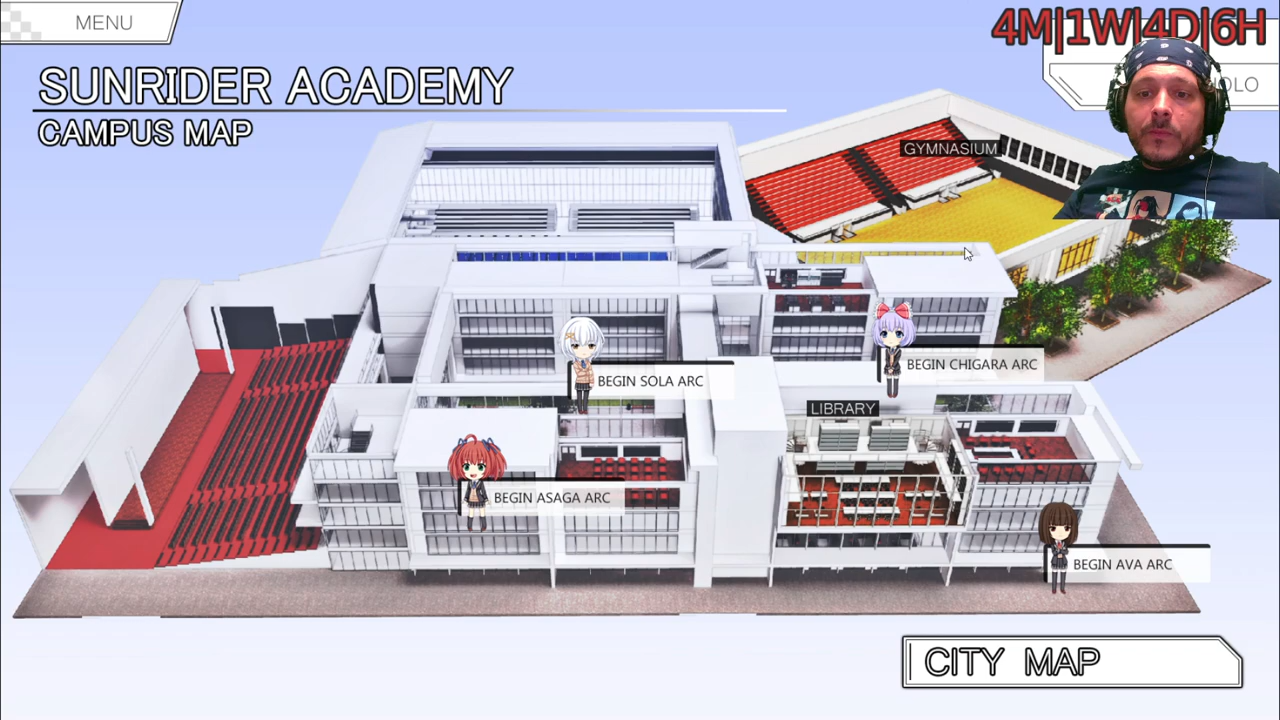 MENU
4M|1W|4D|6H
SUNRIDER ACADEMY
CAMPUS MAP
GYMNASIUM
BEGIN CHIGARA ARC
BEGIN SOLA ARC
LIBRARY
BEGIN ASAGA ARC
BEGIN AVA ARC
CITY MAP